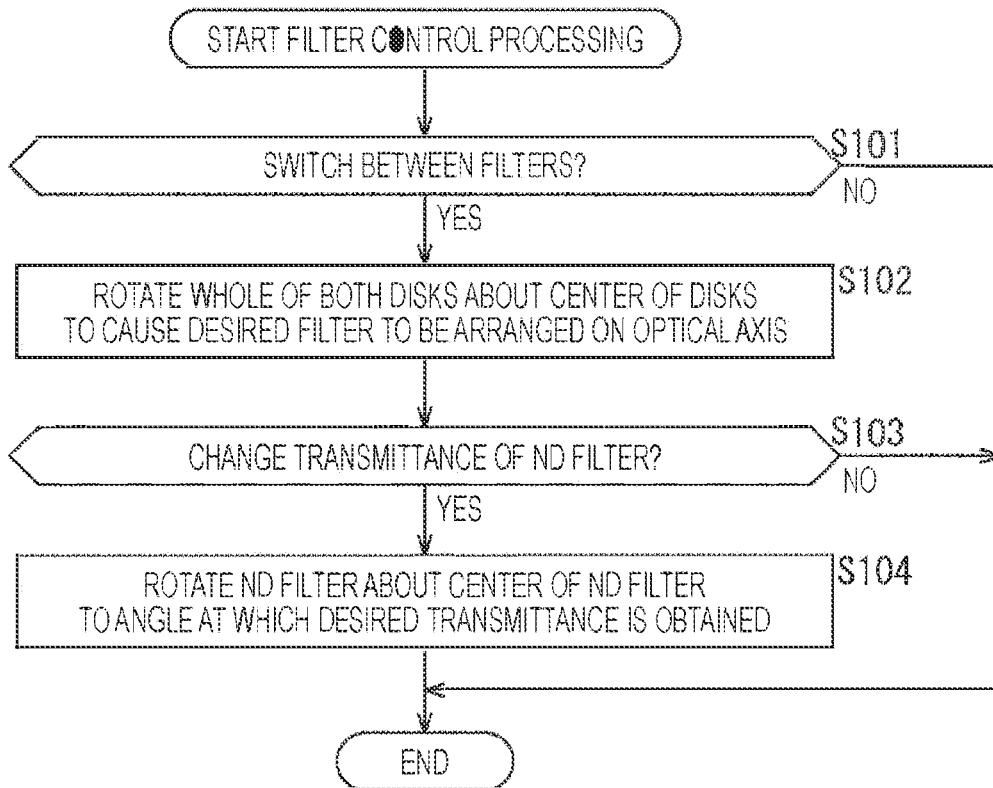 START FILTER CONTROL PROCESSING
S101
SWITCH BETWEEN FILTERS?
NO
YES
S102
ROTATE WHOLE OF BOTH DISKS ABOUT CENTER OF DISKS
TO CAUSE DESIRED FILTER TO BE ARRANGED ON OPTICAL AXIS
S103
CHANGE TRANSMITTANCE OF ND FILTER?
NO
YES
S104
ROTATE ND FILTER ABOUT CENTER OF ND FILTER
TO ANGLE AT WHICH DESIRED TRANSMITTANCE IS OBTAINED
END